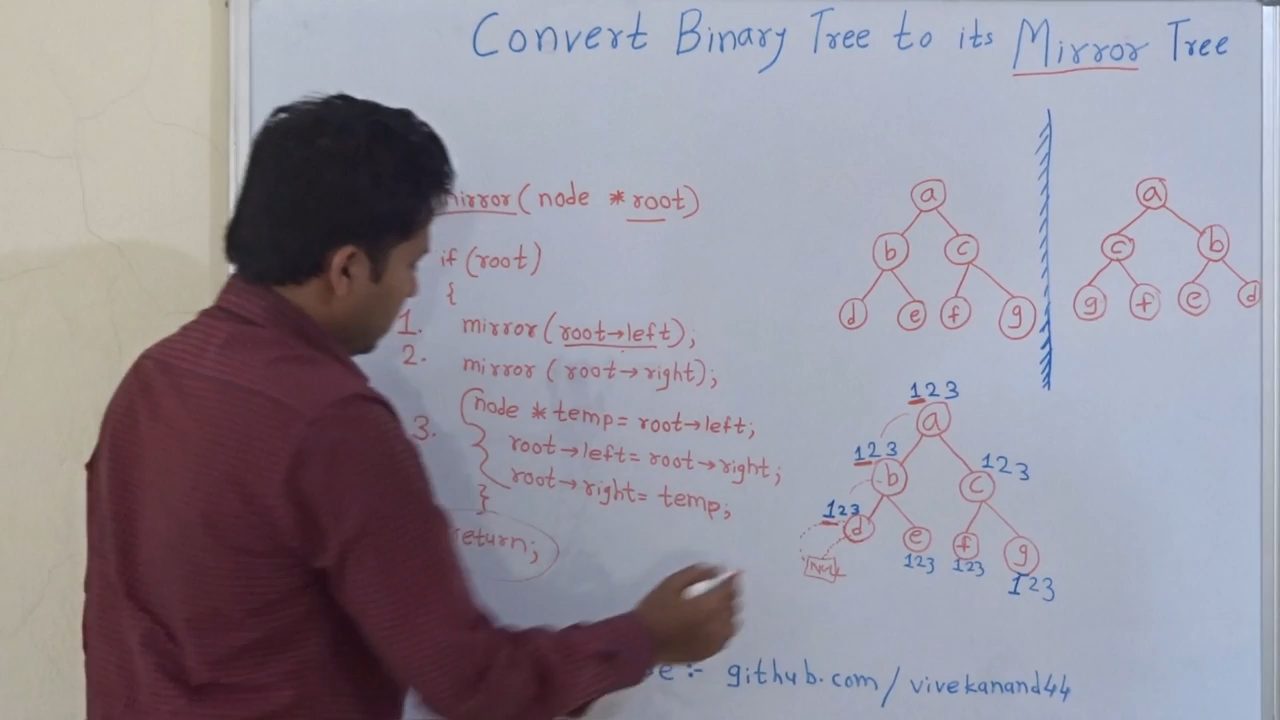 Convert Binary Tree to its Mirror Tree
mirror(node *root)
if (root)
{
1. mirror(root→left);
2. mirror(root→right);
3. {node *temp= root→left;
root→left= root→right;
root→right= temp;
}
return;
a
b c
d e f g
a
c b
g f e d
123
a
123 123
b c
123
d e f g
Null 123 123 123
:- github.com/vivekanand44